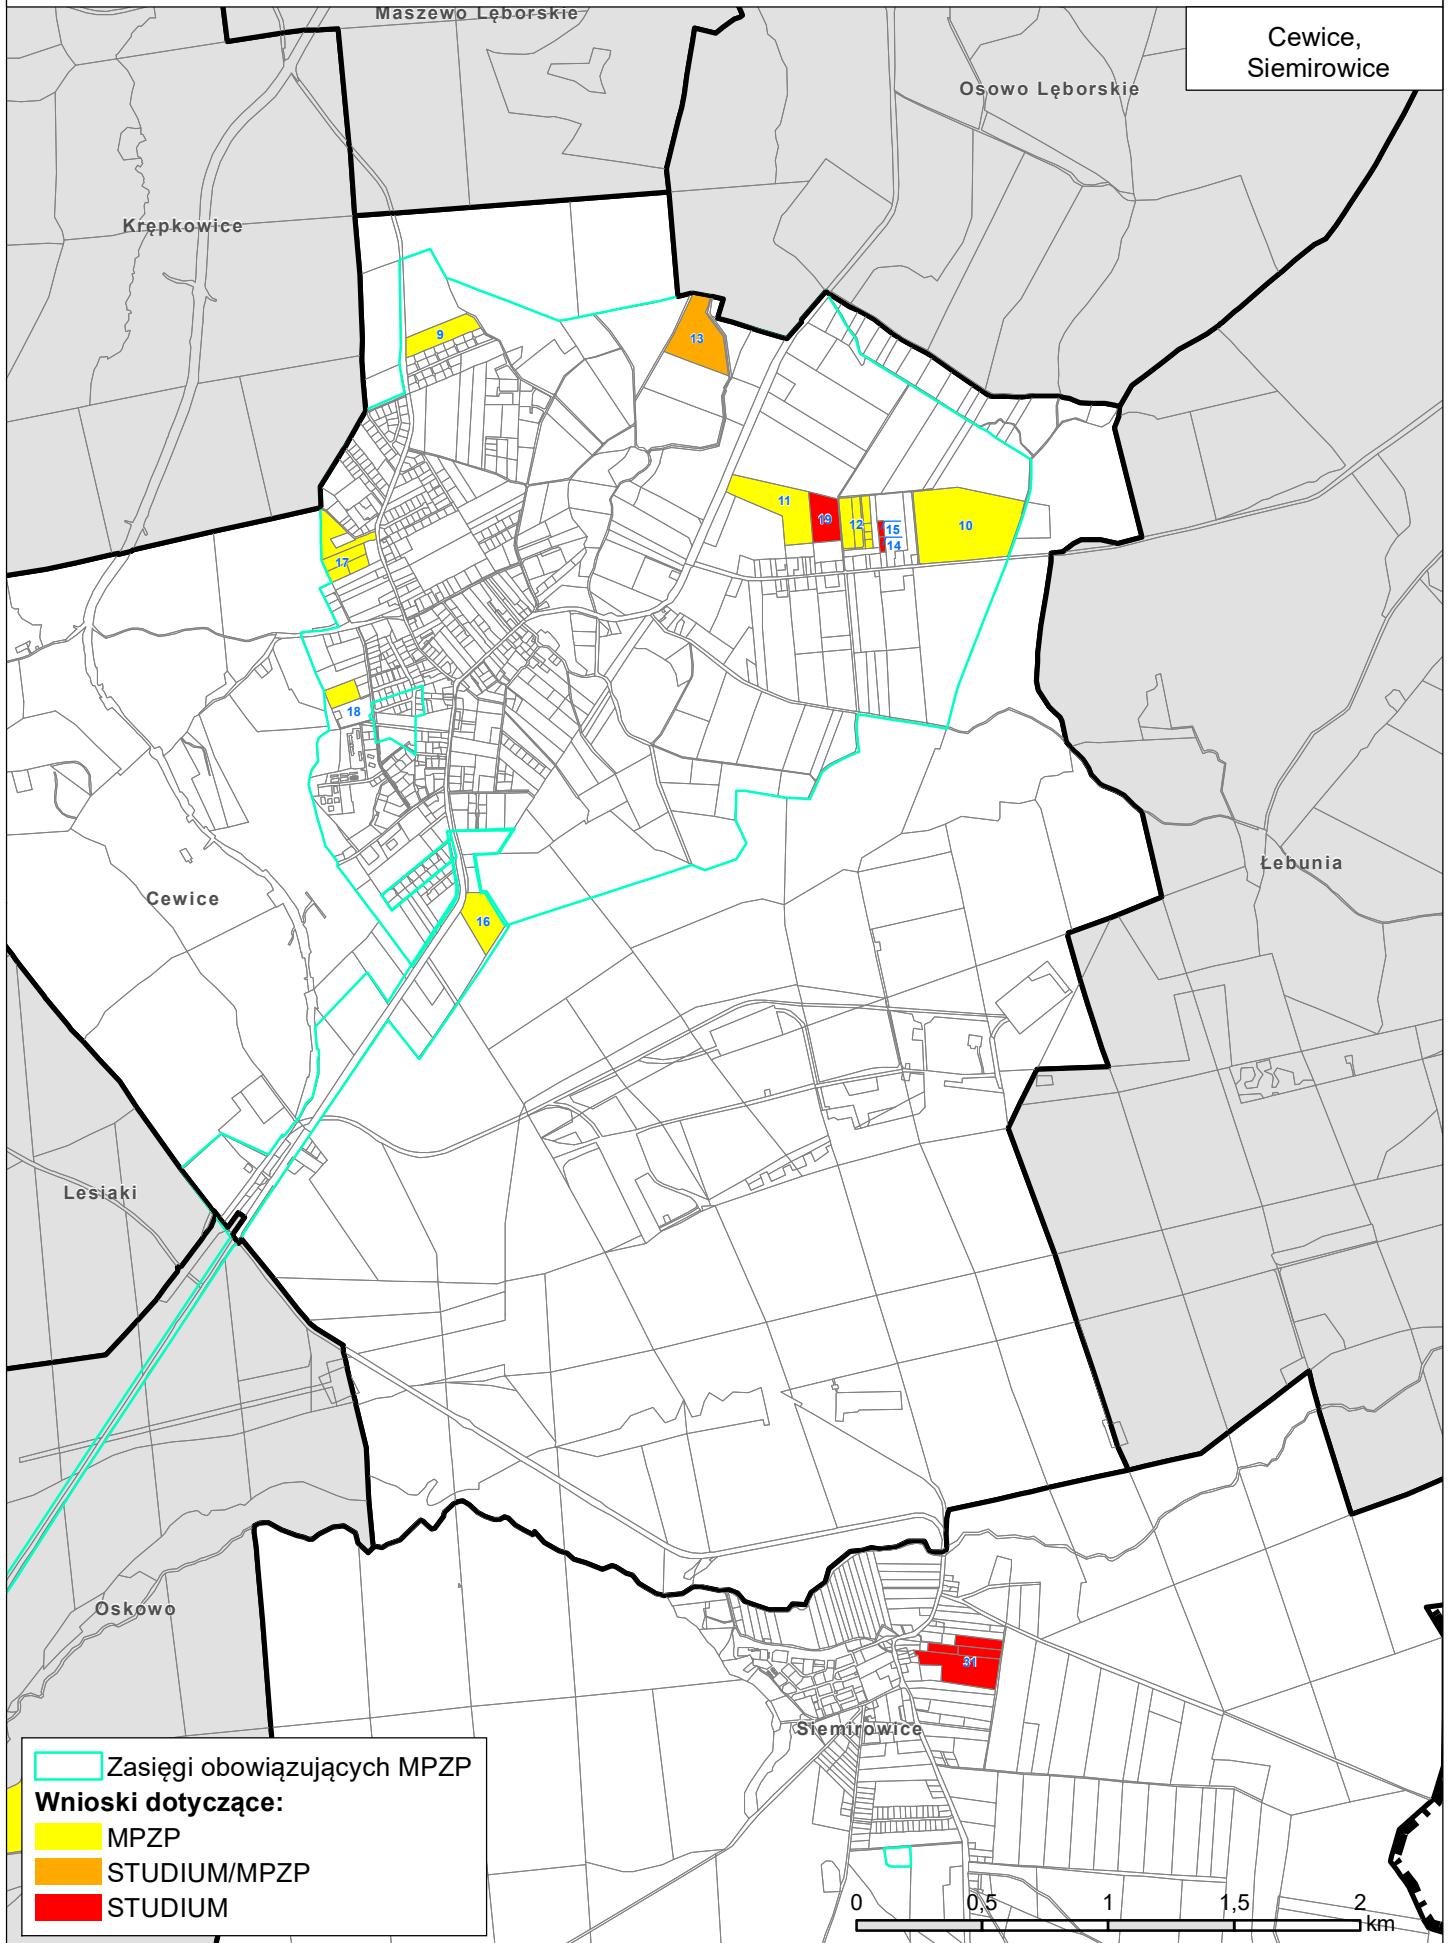 Maszewo Lęborskie
Cewice,
Siemirowice
Osowo Lęborskie
Krępkowice
9
13
11
19
12
15
14
10
17
18
Łebunia
Cewice
16
Lesiaki
Oskowo
31
Siemirowice
Zasięgi obowiązujących MPZP
Wnioski dotyczące:
MPZP
STUDIUM/MPZP
STUDIUM
0 0,5 1 1,5 2
km